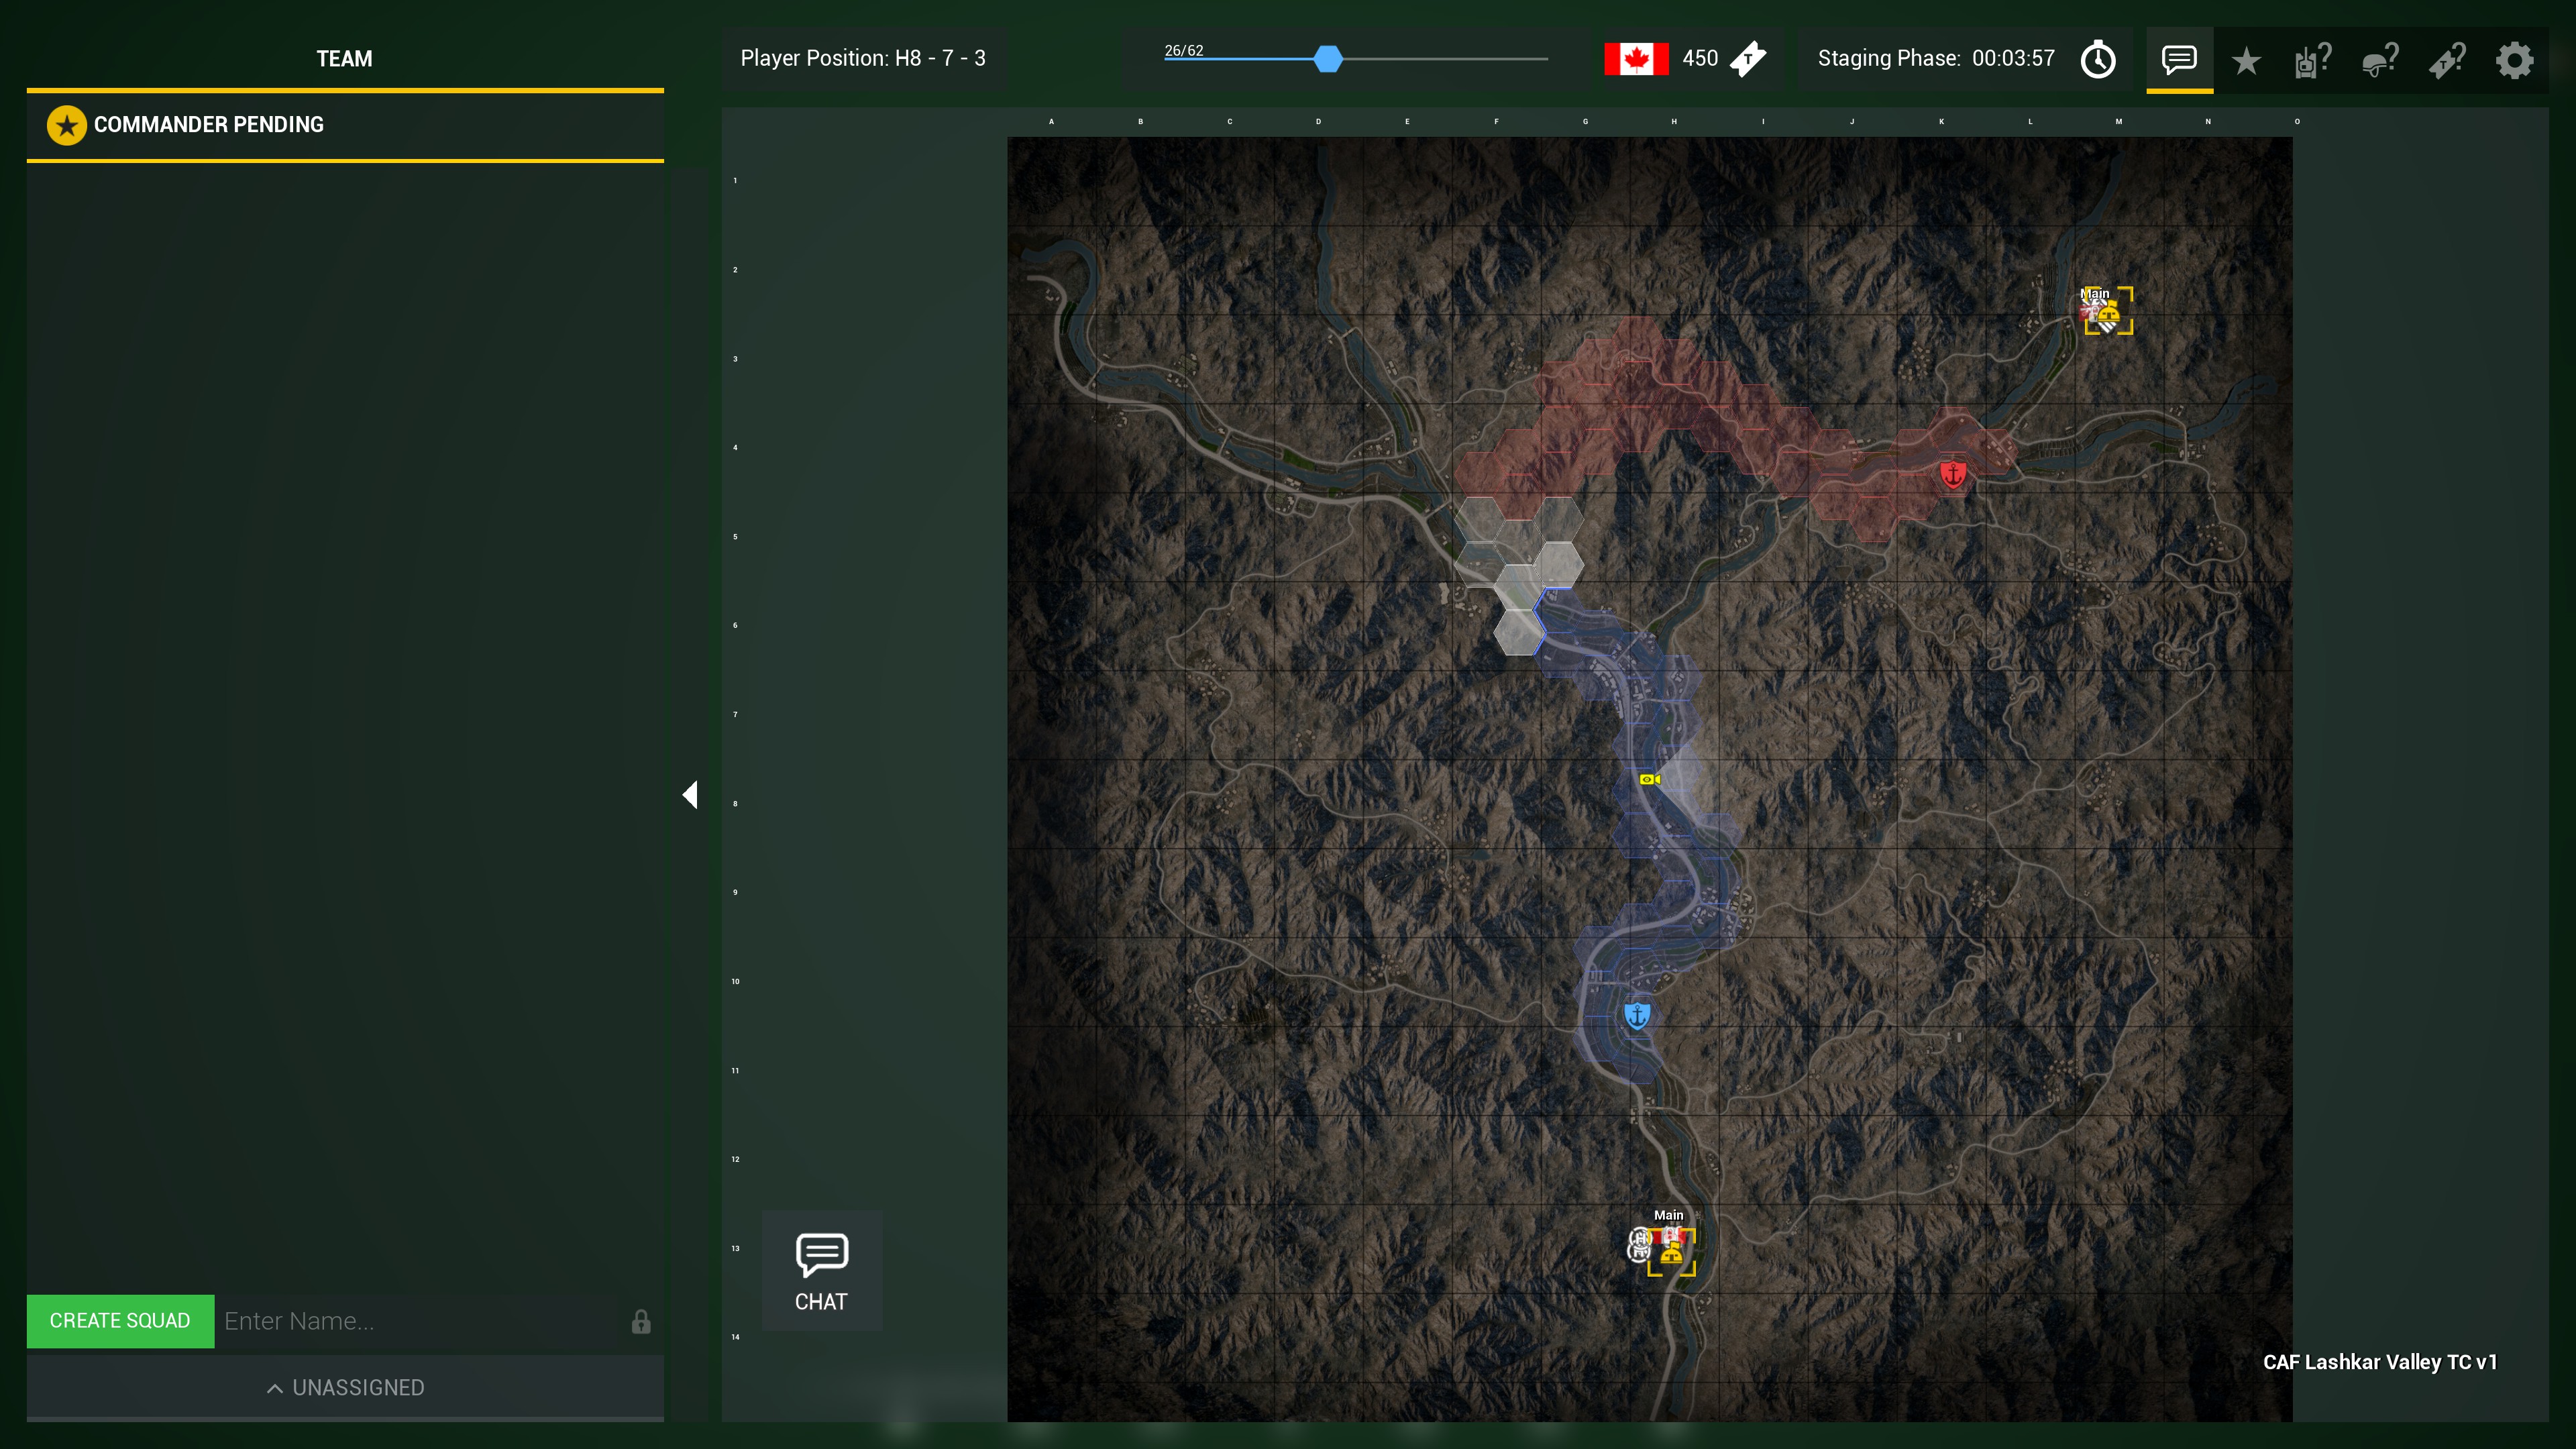 TEAM
COMMANDER PENDING
Player Position: H8 - 7 - 3
26/62
450
T
Staging Phase: 00:03:57
?
?
T?
A B C D E F G H I J K L M N O
1
2
3
4
5
6
7
8
9
10
11
12
13
14
Main
Main
CHAT
CREATE SQUAD
Enter Name...
UNASSIGNED
CAF Lashkar Valley TC v1